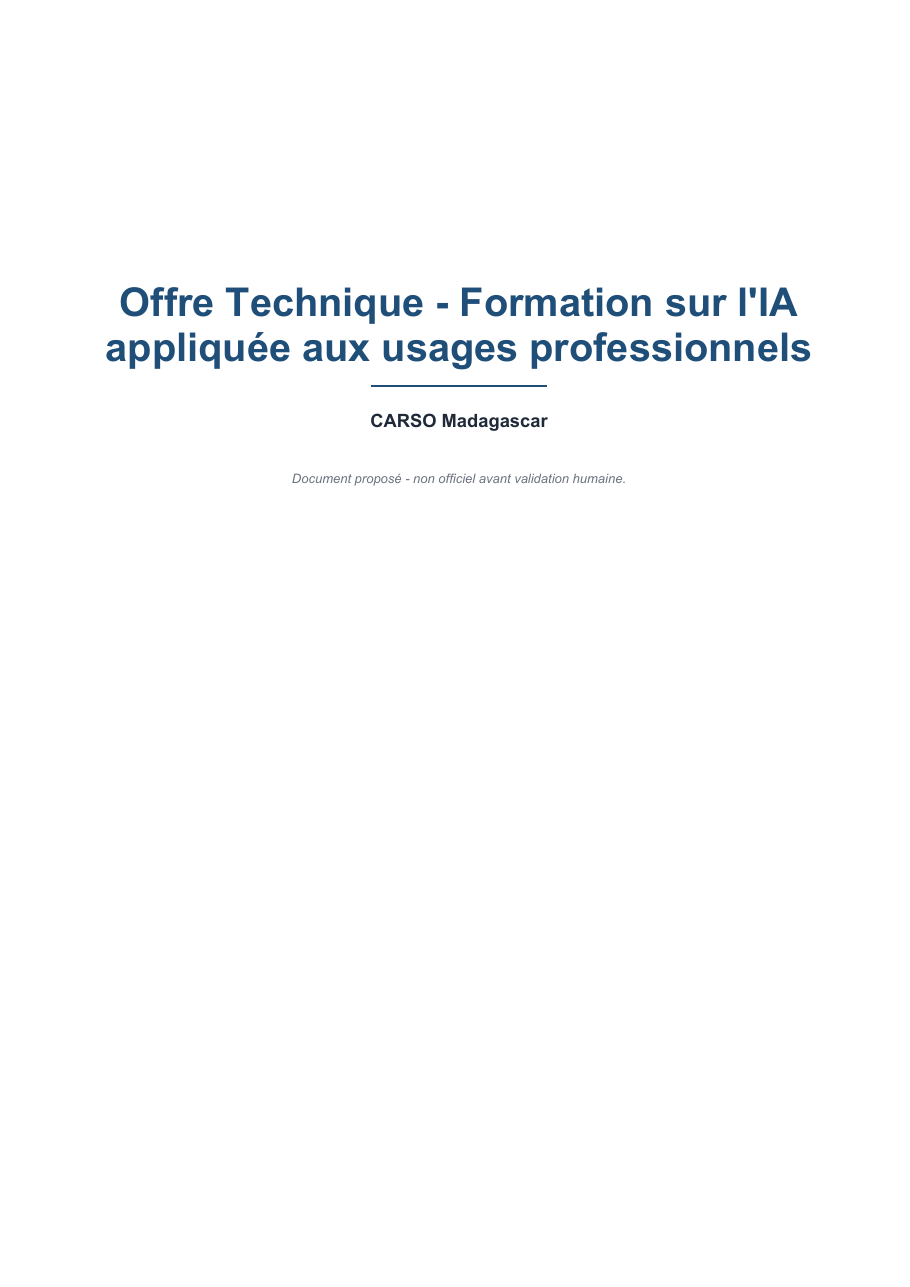 Offre Technique - Formation sur l'IA
appliquée aux usages professionnels
CARSO Madagascar
Document proposé - non officiel avant validation humaine.